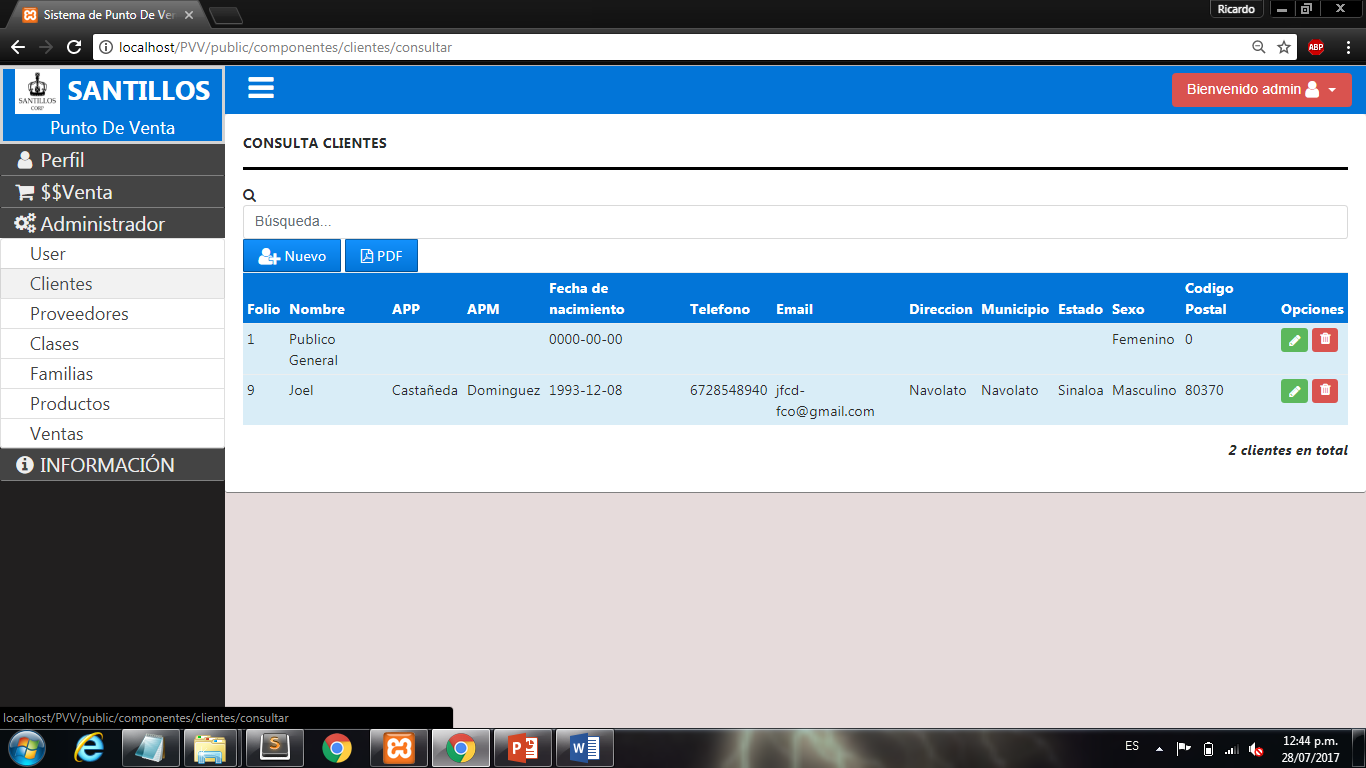 Sistema de Punto De Ver
Ricardo
localhost/PVV/public/componentes/clientes/consultar
ABP
SANTILLOS CORP
SANTILLOS
Punto De Venta
Bienvenido admin
Perfil
$$Venta
Administrador
User
Clientes
Proveedores
Clases
Familias
Productos
Ventas
INFORMACIÓN
CONSULTA CLIENTES
Búsqueda...
Nuevo PDF
Folio Nombre APP APM Fecha de nacimiento Telefono Email Direccion Municipio Estado Sexo Codigo Postal Opciones
1 Publico General 0000-00-00 Femenino 0
9 Joel Castañeda Dominguez 1993-12-08 6728548940 jfcd-fco@gmail.com Navolato Navolato Sinaloa Masculino 80370
2 clientes en total
localhost/PVV/public/componentes/clientes/consultar
ES
12:44 p.m.
28/07/2017